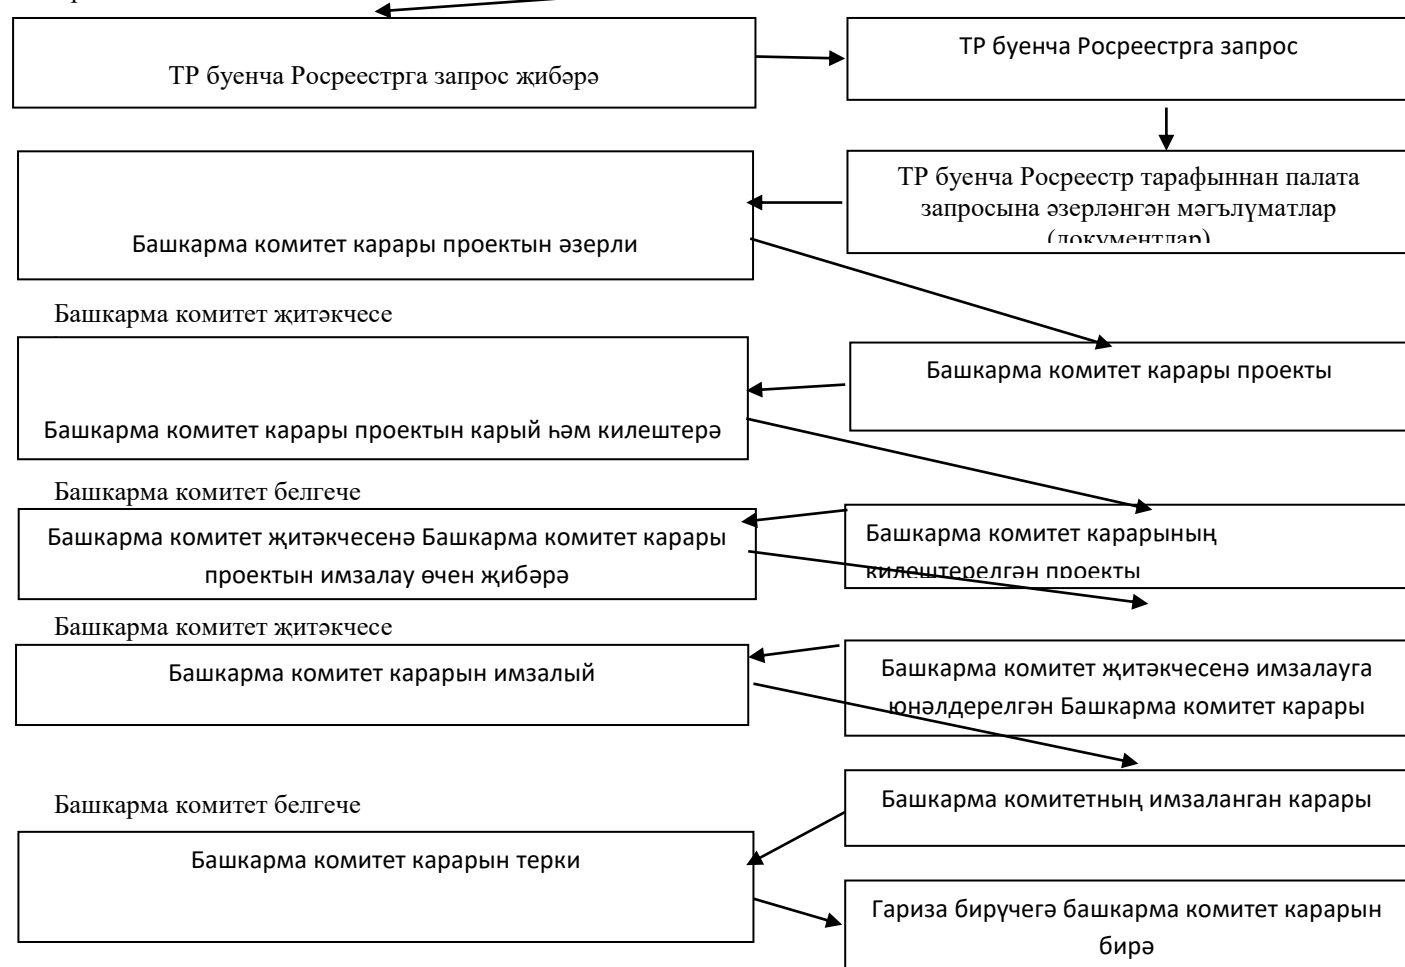 ТР буенча Росреестрга запрос җибәрә
ТР буенча Росреестрга запрос
ТР буенча Росреестр тарафыннан палата
запросына әзерләнгән мәгълүматлар
(документлар)
Башкарма комитет карары проектын әзерли
Башкарма комитет җитәкчесе
Башкарма комитет карары проекты
Башкарма комитет карары проектын карый һәм килештерә
Башкарма комитет белгече
Башкарма комитет җитәкчесенә Башкарма комитет карары
проектын имзалау өчен җибәрә
Башкарма комитет карарының
килештерелгән проекты
Башкарма комитет җитәкчесе
Башкарма комитет карарын имзалый
Башкарма комитет җитәкчесенә имзалауга
юнәлдерелгән Башкарма комитет карары
Башкарма комитетның имзаланган карары
Башкарма комитет белгече
Башкарма комитет карарын терки
Гариза бирүчегә башкарма комитет карарын
бирә